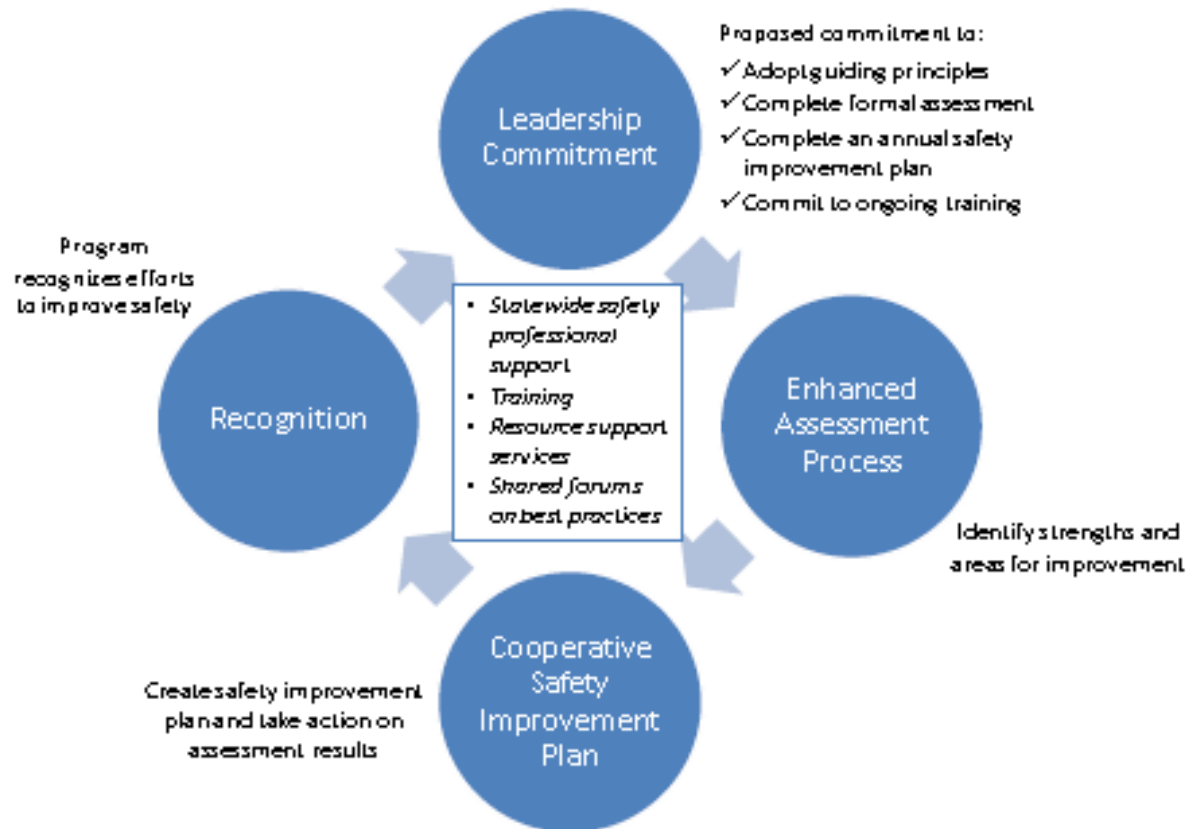 Leadership
Commitment
Proposed commitment to:
✓ Adopt guiding principles
✓ Complete formal assessment
✓ Complete an annual safety
improvement plan
✓ Commit to ongoing training
Program
recognizes efforts
to improve safety
Recognition
• Statewide safety
professional
support
• Training
• Resource support
services
• Shared forums
on best practices
Enhanced
Assessment
Process
Identify strengths and
areas for improvement
Cooperative
Safety
Improvement
Plan
Create safety improvement
plan and take action on
assessment results